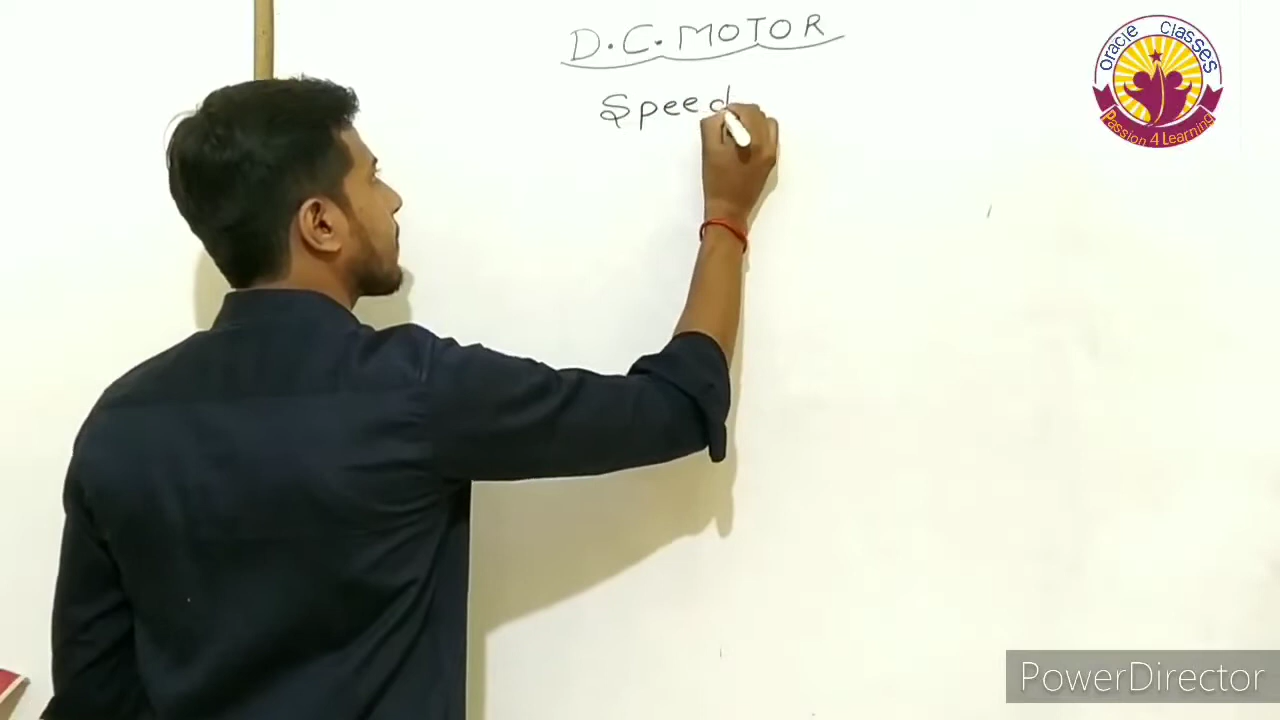 D.C. MOTOR
Speed
Oracle Classes
Passion 4 Learning
PowerDirector